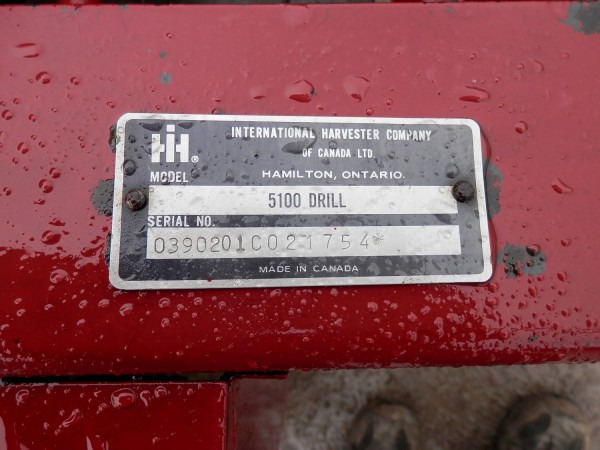 IH®
INTERNATIONAL HARVESTER COMPANY
OF CANADA LTD.
MODEL HAMILTON, ONTARIO.
5100 DRILL
SERIAL NO.
0390201C021754*
MADE IN CANADA